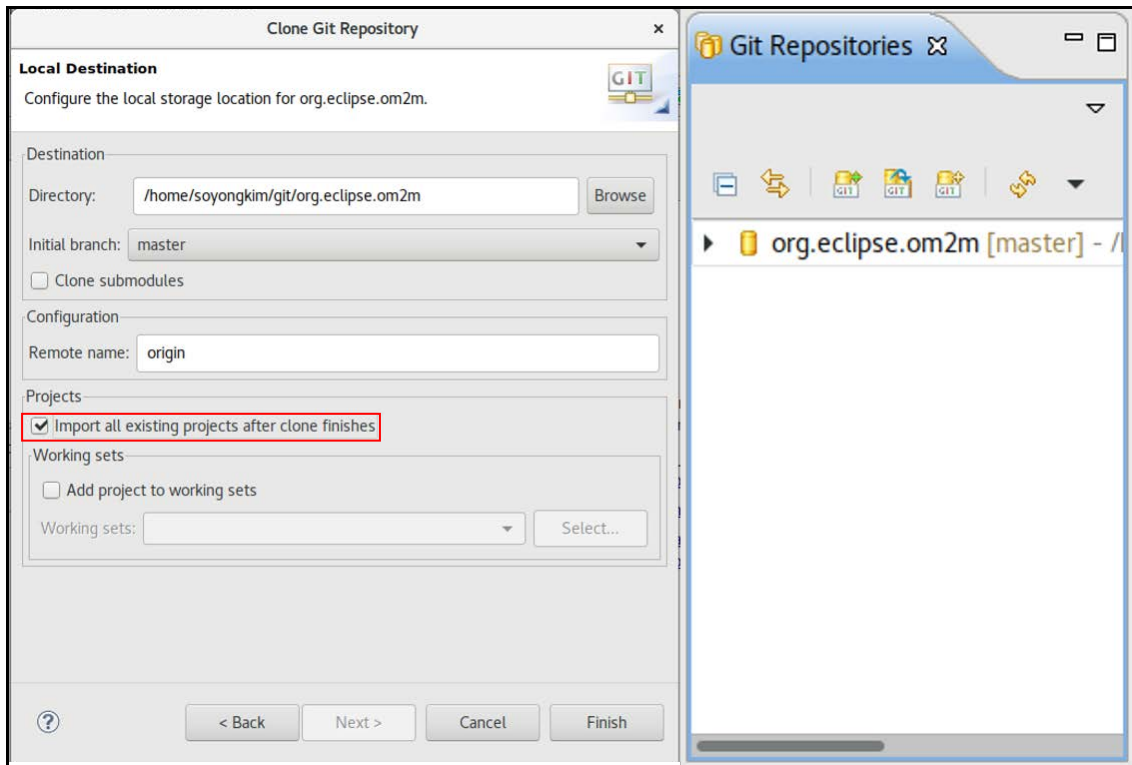 Clone Git Repository
Local Destination
Configure the local storage location for org.eclipse.om2m.
GIT
Destination
Directory: /home/soyongkim/git/org.eclipse.om2m Browse
Initial branch: master
Clone submodules
Configuration
Remote name: origin
Projects
Import all existing projects after clone finishes
Working sets
Add project to working sets
Working sets: Select...
? < Back Next > Cancel Finish
Git Repositories
GIT GIT GIT
org.eclipse.om2m [master] - /